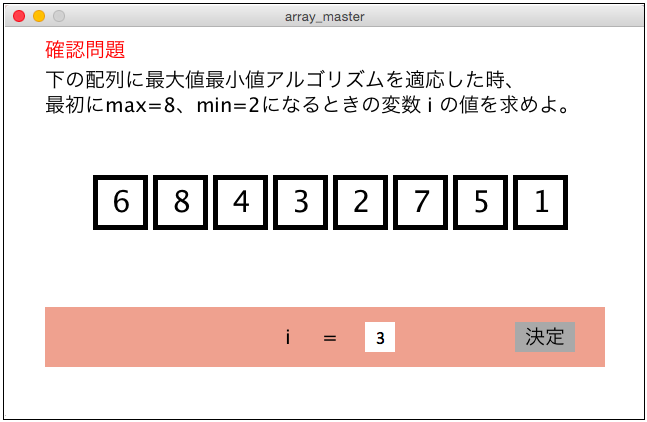 array_master
確認問題
下の配列に最大値最小値アルゴリズムを適応した時、
最初にmax=8、min=2になるときの変数 i の値を求めよ。
6 8 4 3 2 7 5 1
i = 3 決定